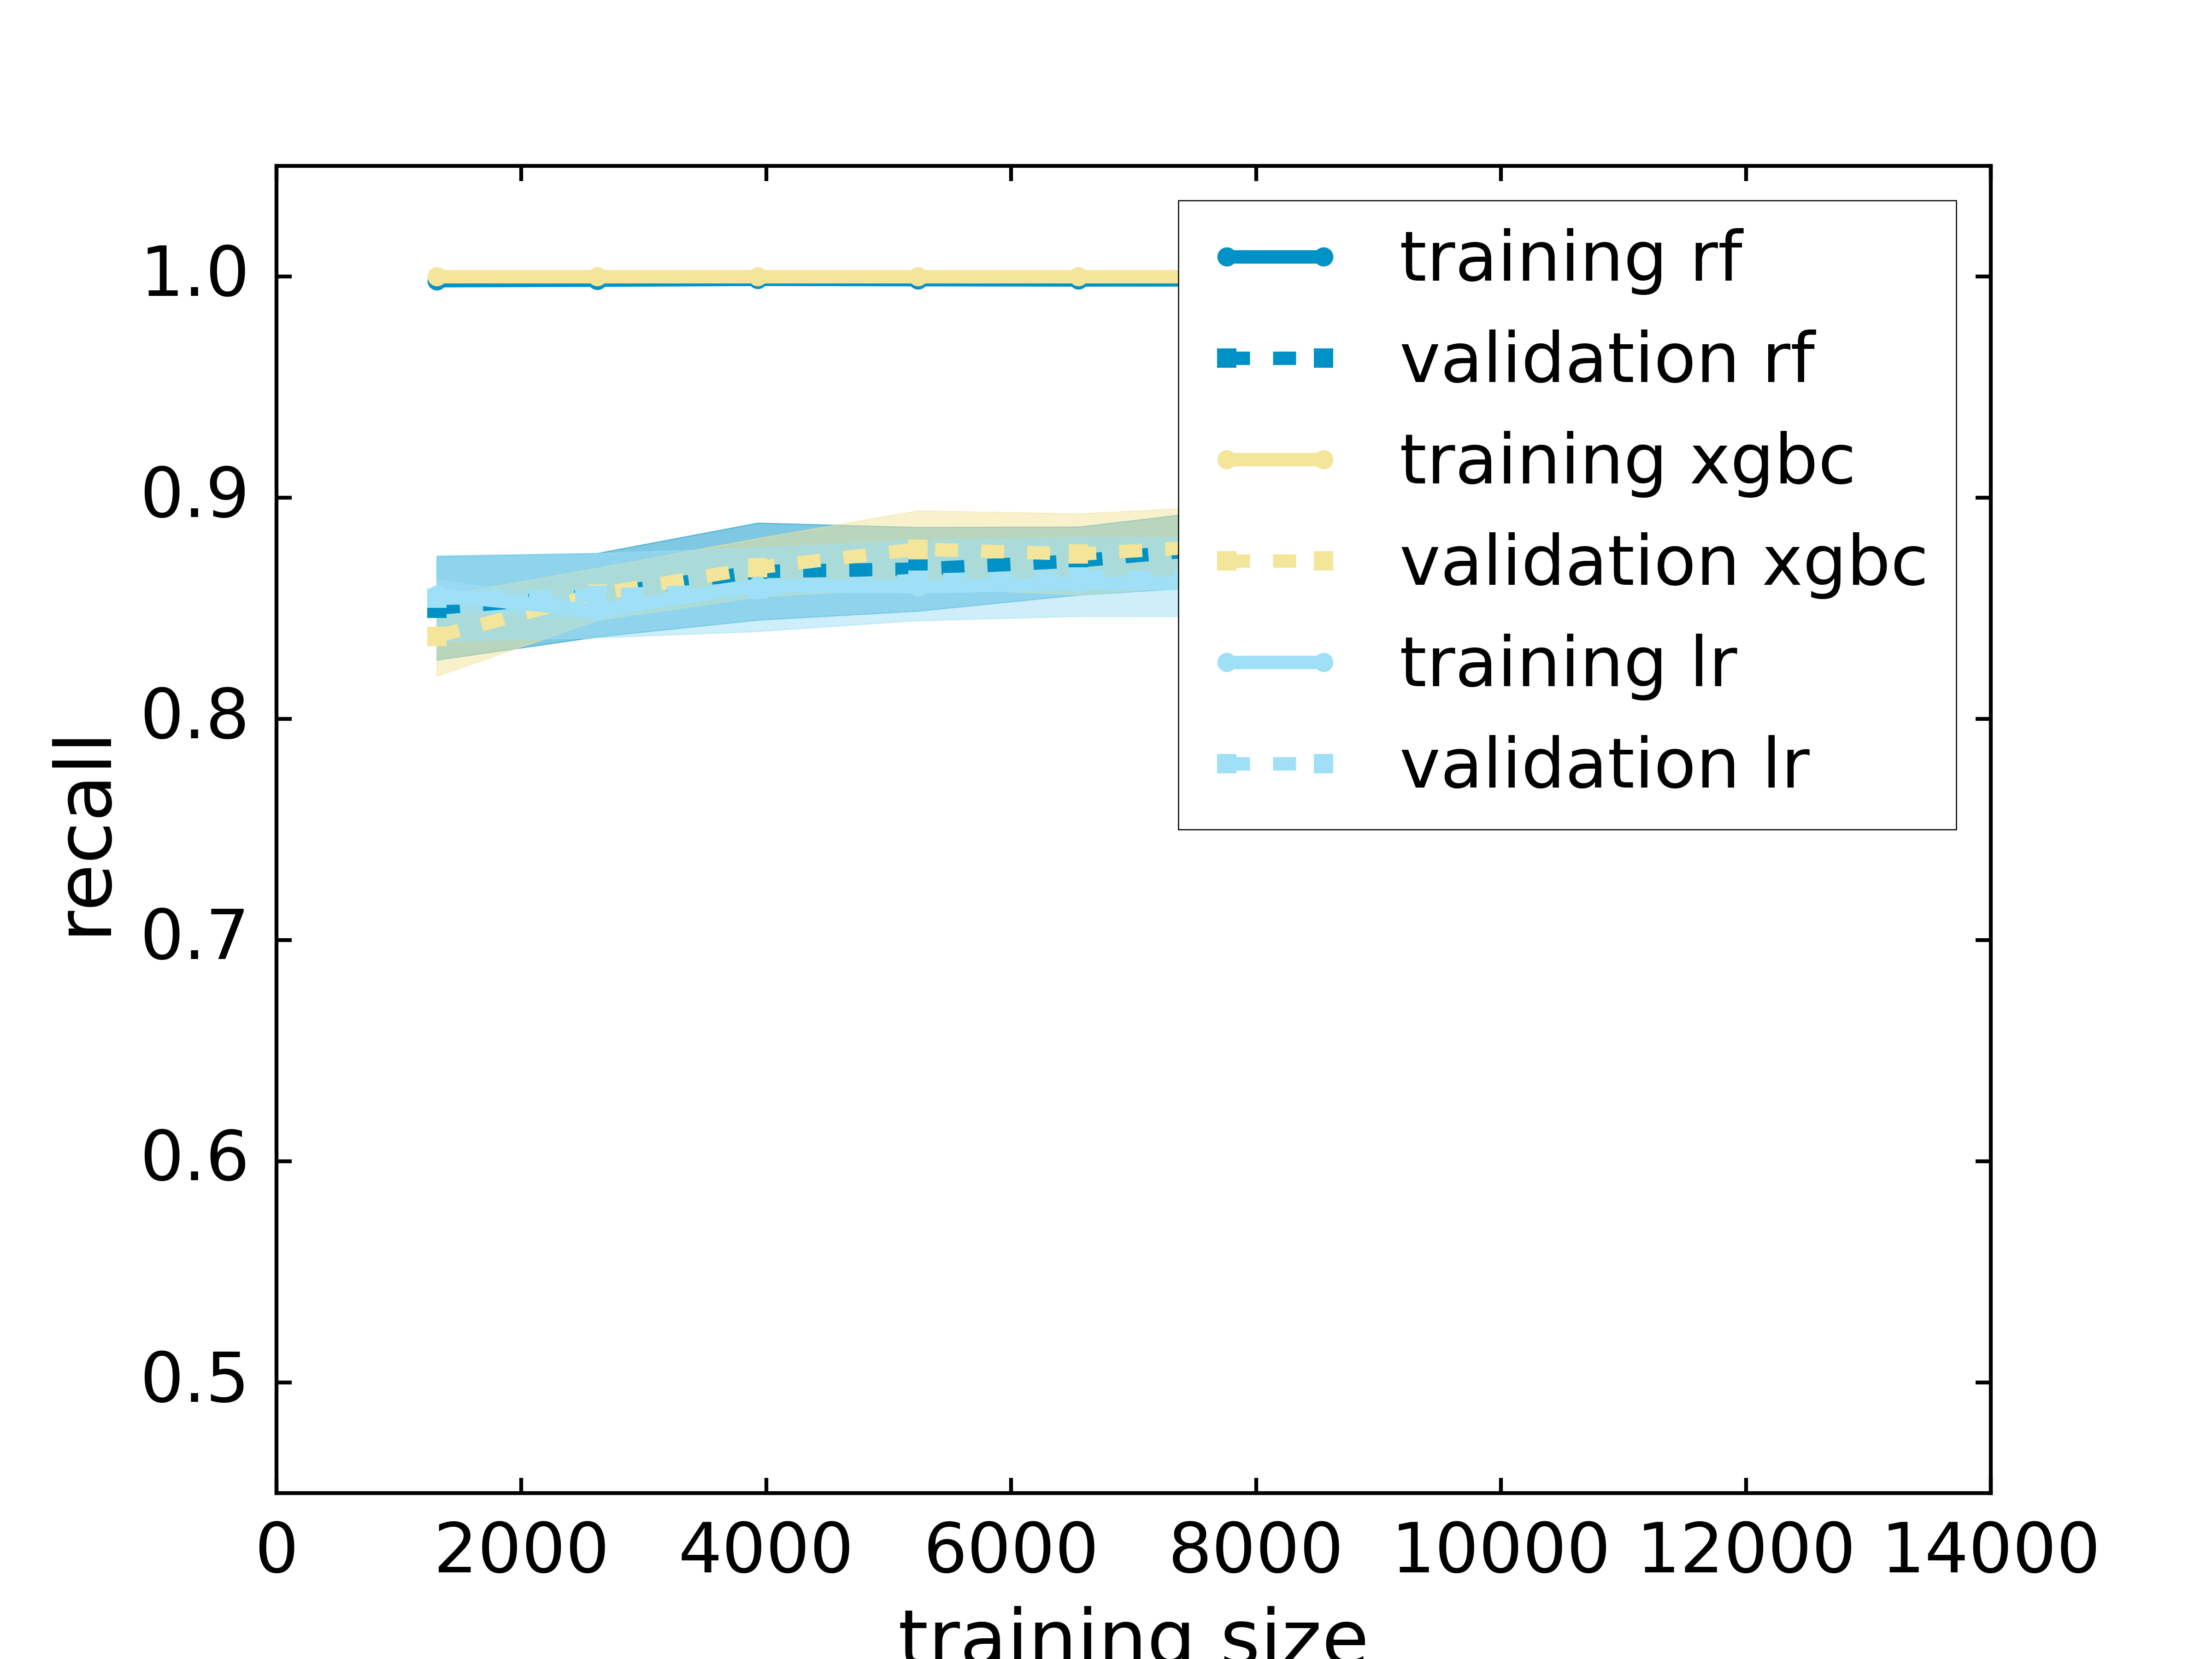 training rf
validation rf
training xgbc
validation xgbc
training lr
validation lr
1.0
0.9
0.8
0.7
0.6
0.5
recall
0 2000 4000 6000 8000 10000 12000 14000
training size